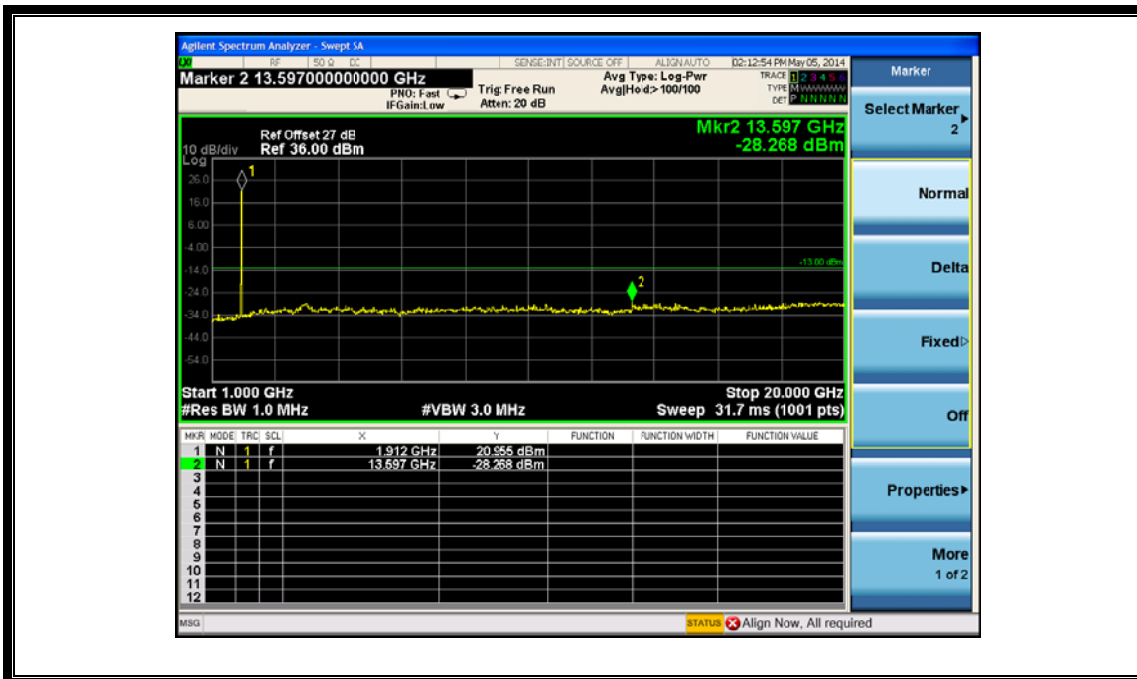 Agilent Spectrum Analyzer - Swept SA
LXI RF 50 Ω DC SENSE:INT SOURCE OFF ALIGN AUTO 02:12:54 PM May 05, 2014
Marker 2 13.597000000000 GHz
PNO: Fast
IFGain:Low
Trig: Free Run
Atten: 20 dB
Avg Type: Log-Pwr
Avg|Hold:> 100/100
TRACE 1 2 3 4 5 6
TYPE M
DET P N N N N N
Ref Offset 27 dB
Ref 36.00 dBm
10 dB/div
Log
Mkr2 13.597 GHz
-28.268 dBm
26.0
16.0
6.00
-4.00
-14.0
-24.0
-34.0
-44.0
-54.0
1
2
-13.00 dBm
Start 1.000 GHz
Stop 20.000 GHz
#Res BW 1.0 MHz
#VBW 3.0 MHz
Sweep 31.7 ms (1001 pts)
MKR MODE TRC SCL X Y FUNCTION FUNCTION WIDTH FUNCTION VALUE
1 N 1 f 1.912 GHz 20.955 dBm
2 N 1 f 13.597 GHz -28.268 dBm
3
4
5
6
7
8
9
10
11
12
MSG
STATUS Align Now, All required
Marker
Select Marker
2
Normal
Delta
Fixed
Off
Properties
More
1 of 2